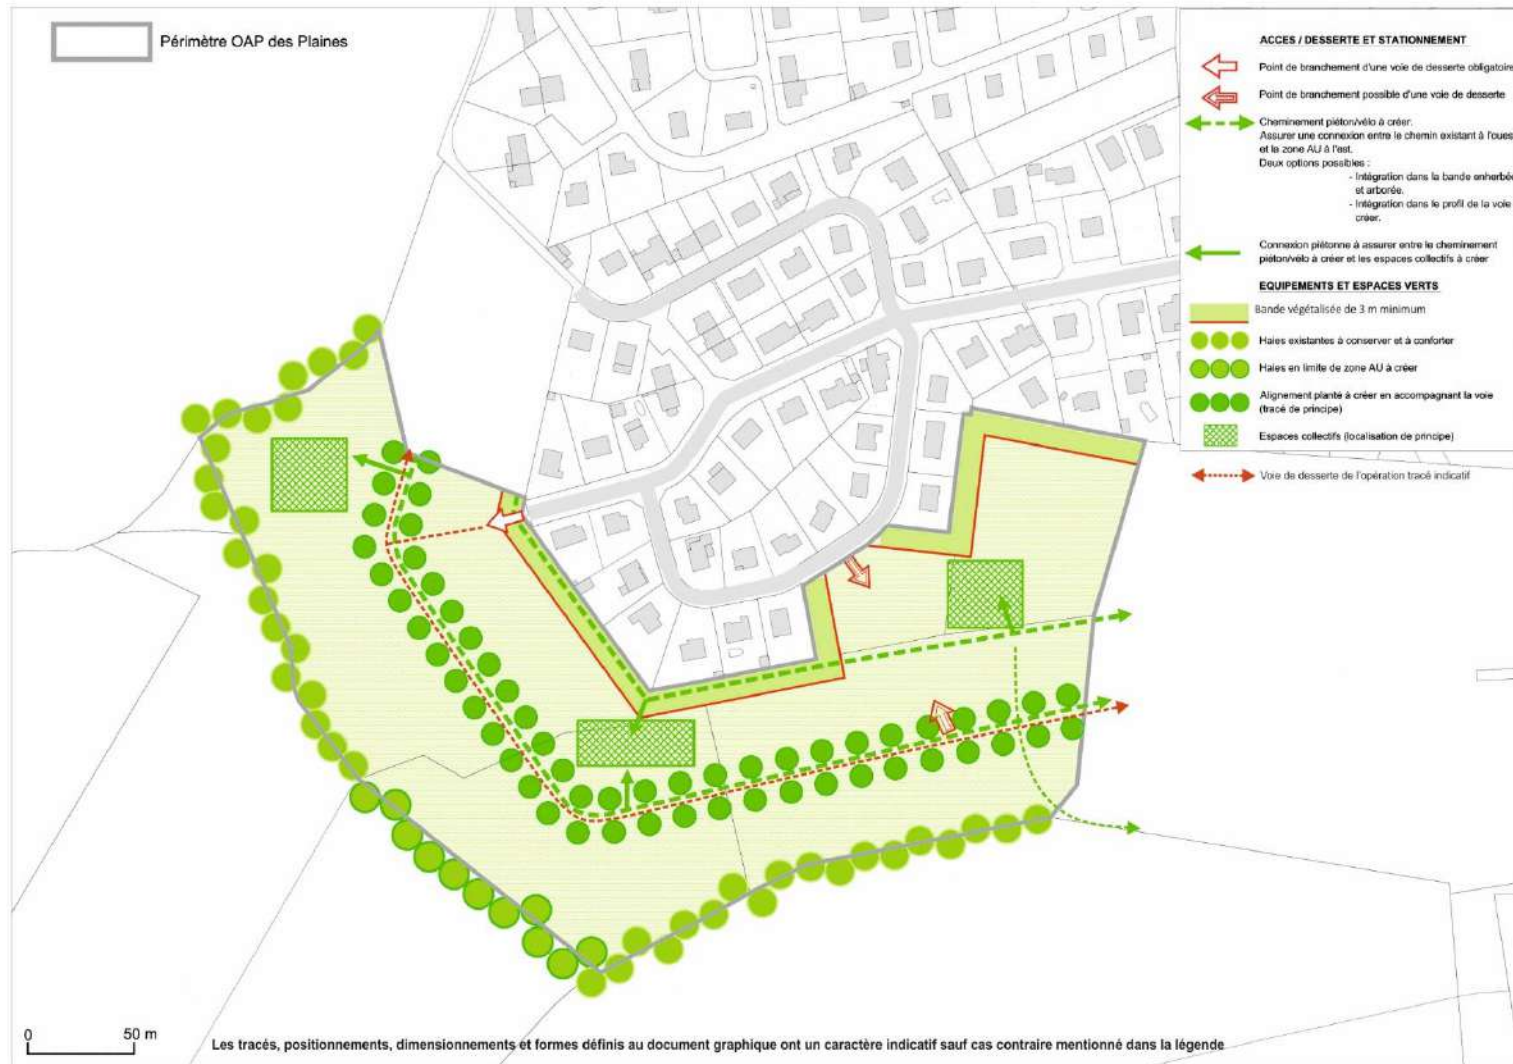 Périmètre OAP des Plaines
ACCES / DESSERTE ET STATIONNEMENT
Point de branchement d'une voie de desserte obligatoire
Point de branchement possible d'une voie de desserte
Cheminement piéton/vélo à créer.
Assurer une connexion entre le chemin existant à l'oues
et la zone AU à l'est.
Deux options possibles :
- Intégration dans la bande enherbée
et arborée.
- Intégration dans le profil de la voie
créer.
Connexion piétonne à assurer entre le cheminement
piéton/vélo à créer et les espaces collectifs à créer
EQUIPEMENTS ET ESPACES VERTS
Bande végétalisée de 3 m minimum
Haies existantes à conserver et à conforter
Haies en limite de zone AU à créer
Alignement planté à créer en accompagnant la voie
(tracé de principe)
Espaces collectifs (localisation de principe)
Voie de desserte de l'opération tracé indicatif
0 50 m
Les tracés, positionnements, dimensionnements et formes définis au document graphique ont un caractère indicatif sauf cas contraire mentionné dans la légende